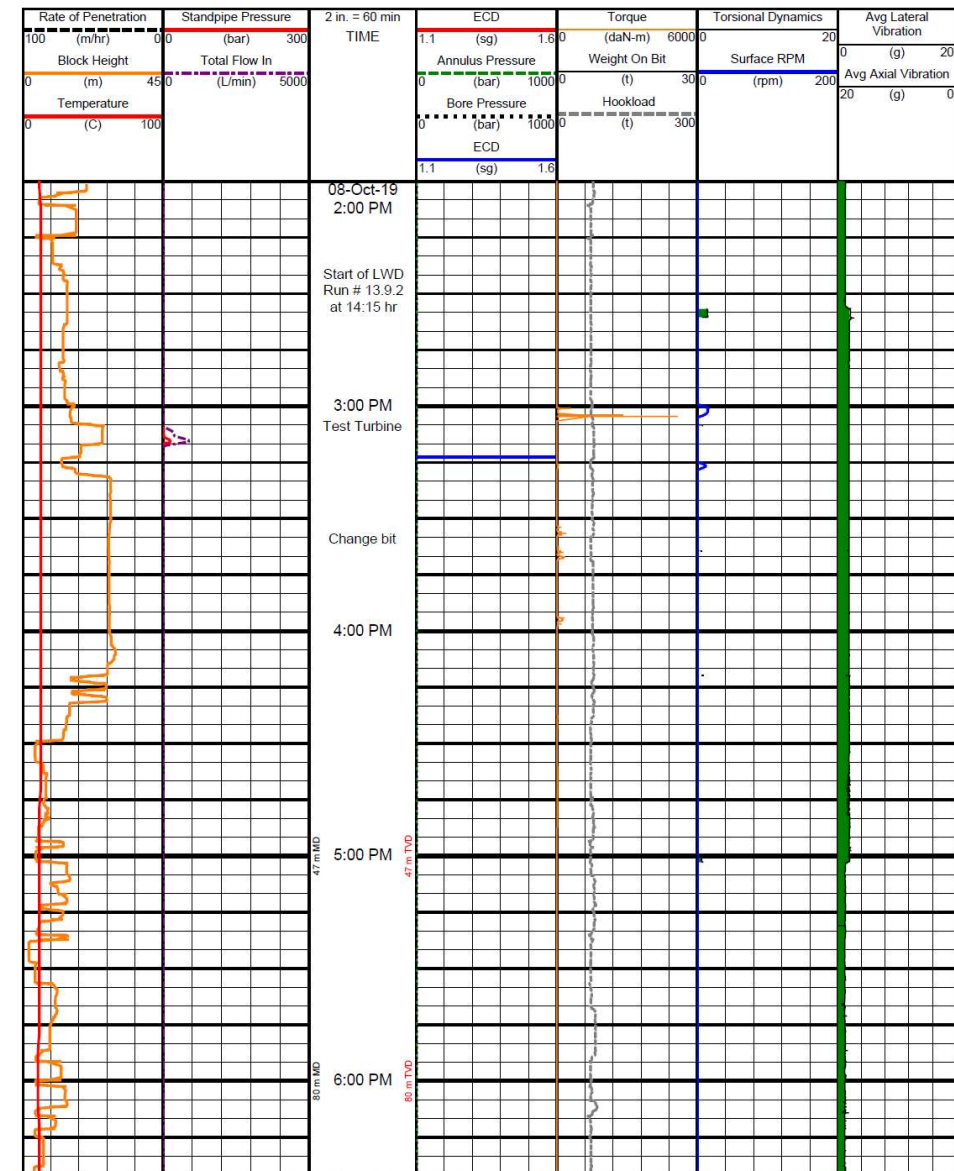 Rate of Penetration
100 (m/hr) 0
Block Height
0 (m) 45
Temperature
0 (C) 100
Standpipe Pressure
0 (bar) 300
Total Flow In
0 (L/min) 5000
2 in. = 60 min
TIME
ECD
1.1 (sg) 1.6
Annulus Pressure
0 (bar) 1000
Bore Pressure
0 (bar) 1000
ECD
1.1 (sg) 1.6
Torque
0 (daN-m) 6000
Weight On Bit
0 (t) 30
Hookload
0 (t) 300
Torsional Dynamics
0 20
Surface RPM
0 (rpm) 200
Avg Lateral
Vibration
0 (g) 20
Avg Axial Vibration
20 (g) 0
08-Oct-19
2:00 PM
Start of LWD
Run # 13.9.2
at 14:15 hr
3:00 PM
Test Turbine
Change bit
4:00 PM
47 m MD
5:00 PM
47 m TVD
80 m MD
6:00 PM
80 m TVD